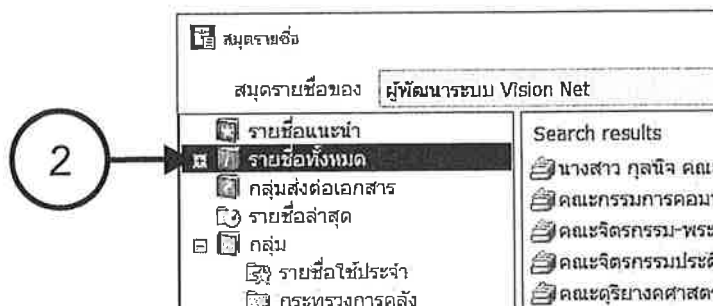 สมุดรายชื่อ
สมุดรายชื่อของ ผู้พัฒนาระบบ Vision Net
รายชื่อแนะนำ
2
รายชื่อทั้งหมด
กลุ่มส่งต่อเอกสาร
รายชื่อล่าสุด
กลุ่ม
รายชื่อใช้ประจำ
กระทรวงการคลัง
Search results
นางสาว กุลนิจ คณะ
คณะกรรมการคอม
คณะจิตรกรรม-พระ
คณะจิตรกรรมประติ
คณะดุริยางคศาสตร